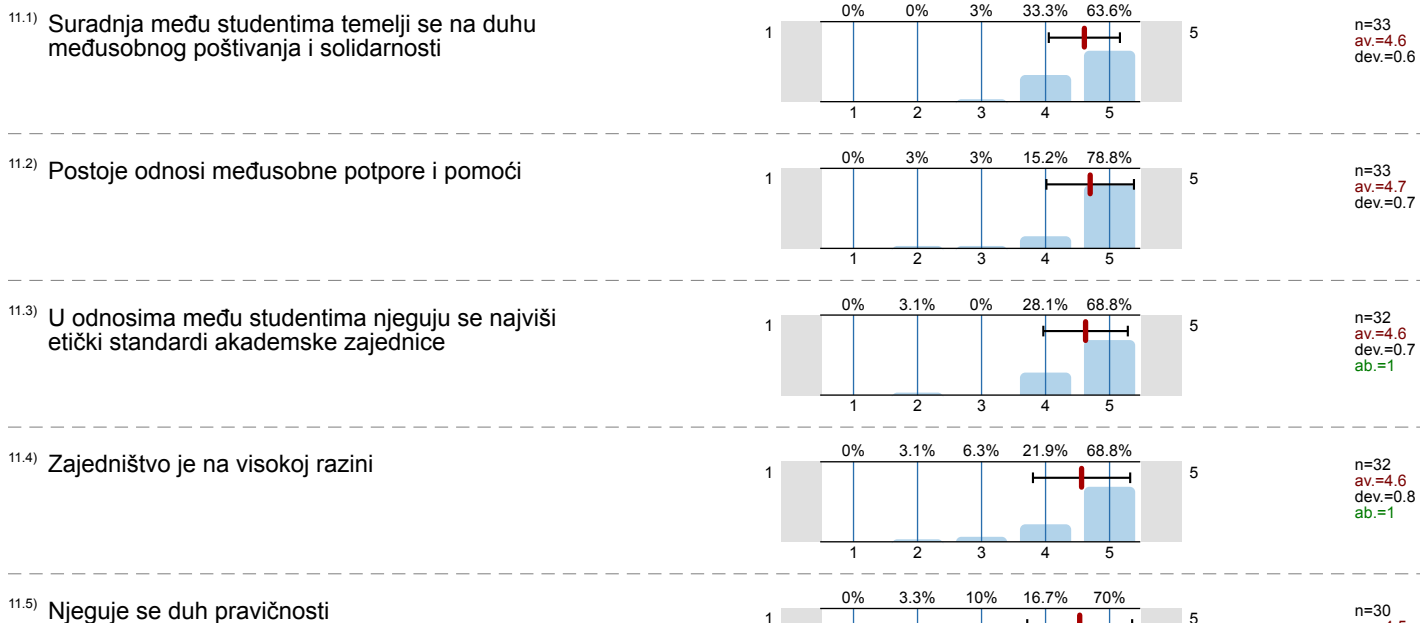 11.1) Suradnja među studentima temelji se na duhu
međusobnog poštivanja i solidarnosti
0% 0% 3% 33.3% 63.6%
1 5
1 2 3 4 5
n=33
av.=4.6
dev.=0.6
11.2) Postoje odnosi međusobne potpore i pomoći
0% 3% 3% 15.2% 78.8%
1 5
1 2 3 4 5
n=33
av.=4.7
dev.=0.7
11.3) U odnosima među studentima njeguju se najviši
etički standardi akademske zajednice
0% 3.1% 0% 28.1% 68.8%
1 5
1 2 3 4 5
n=32
av.=4.6
dev.=0.7
ab.=1
11.4) Zajedništvo je na visokoj razini
0% 3.1% 6.3% 21.9% 68.8%
1 5
1 2 3 4 5
n=32
av.=4.6
dev.=0.8
ab.=1
11.5) Njeguje se duh pravičnosti
0% 3.3% 10% 16.7% 70%
1 5
n=30